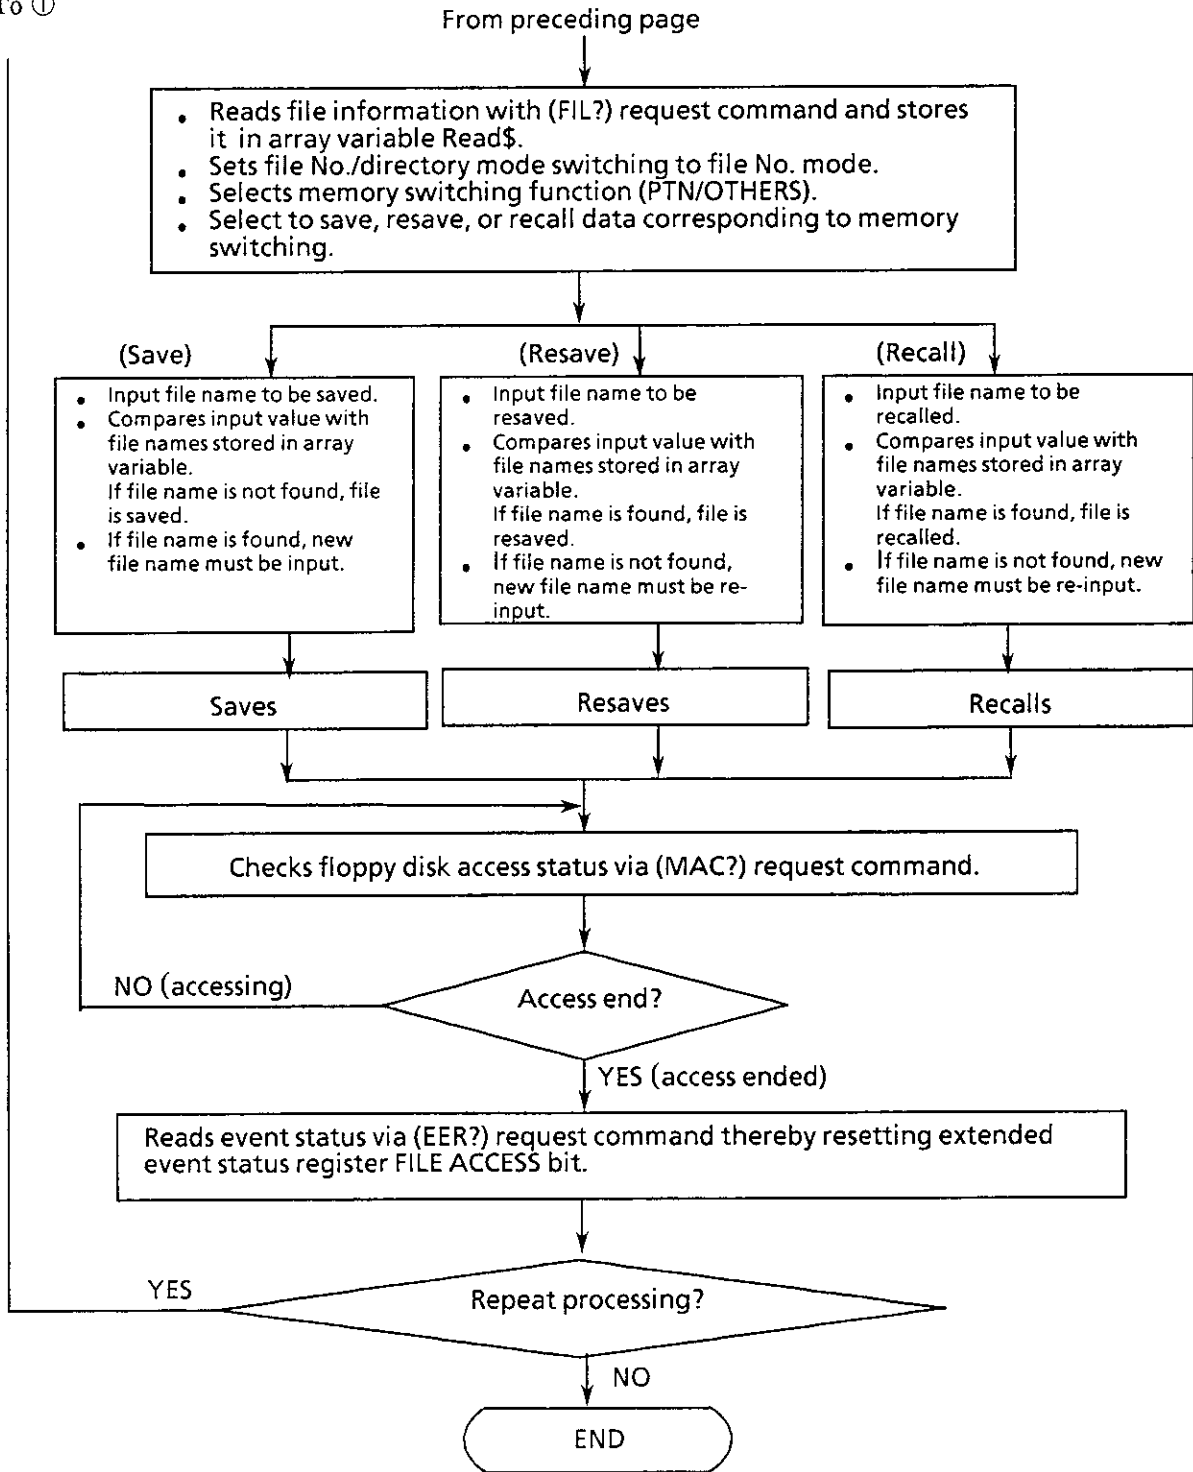 To ①
From preceding page
• Reads file information with (FIL?) request command and stores
it in array variable Read$.
• Sets file No./directory mode switching to file No. mode.
• Selects memory switching function (PTN/OTHERS).
• Select to save, resave, or recall data corresponding to memory
switching.
(Save)
• Input file name to be saved.
• Compares input value with
file names stored in array
variable.
If file name is not found, file
is saved.
• If file name is found, new
file name must be input.
(Resave)
• Input file name to be
resaved.
• Compares input value with
file names stored in array
variable.
If file name is found, file is
resaved.
• If file name is not found,
new file name must be re-
input.
(Recall)
• Input file name to be
recalled.
• Compares input value with
file names stored in array
variable.
If file name is found, file is
recalled.
• If file name is not found, new
file name must be re-input.
Saves
Resaves
Recalls
Checks floppy disk access status via (MAC?) request command.
NO (accessing)
Access end?
YES (access ended)
Reads event status via (EER?) request command thereby resetting extended
event status register FILE ACCESS bit.
YES
Repeat processing?
NO
END